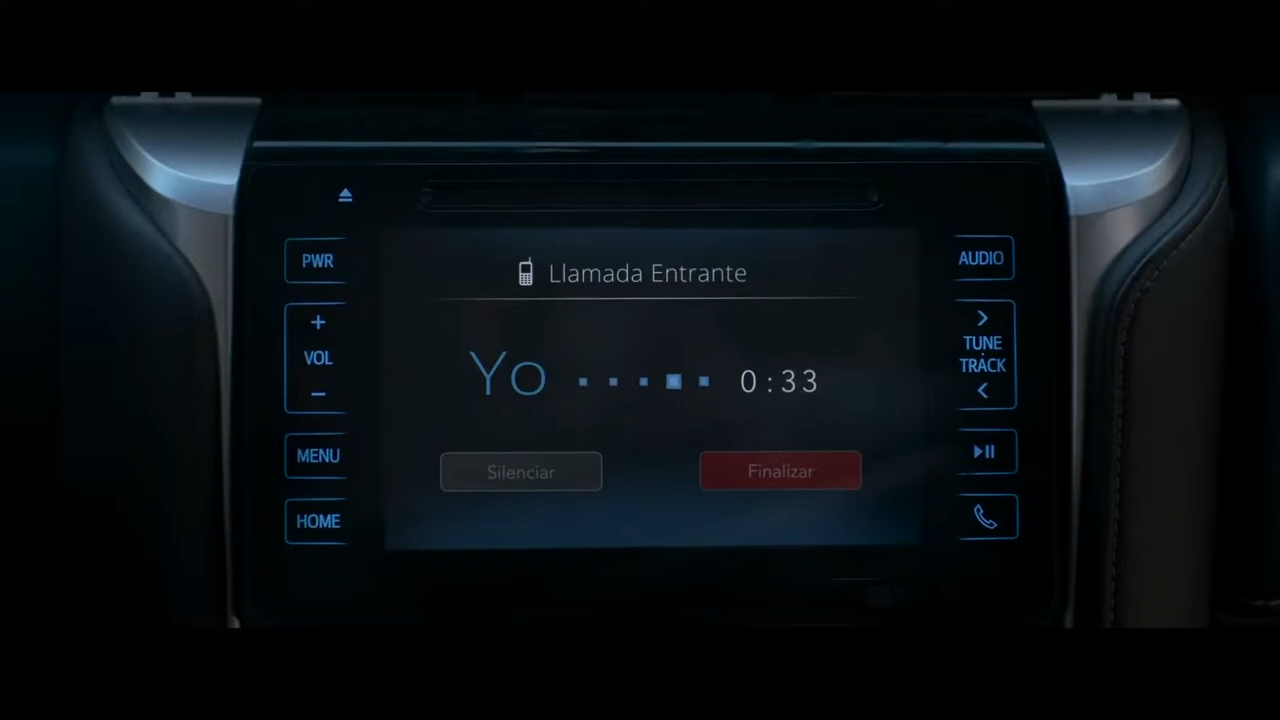 PWR
+
VOL
-
MENU
HOME
Llamada Entrante
Yo
0:33
Silenciar
Finalizar
AUDIO
>
TUNE
TRACK
<